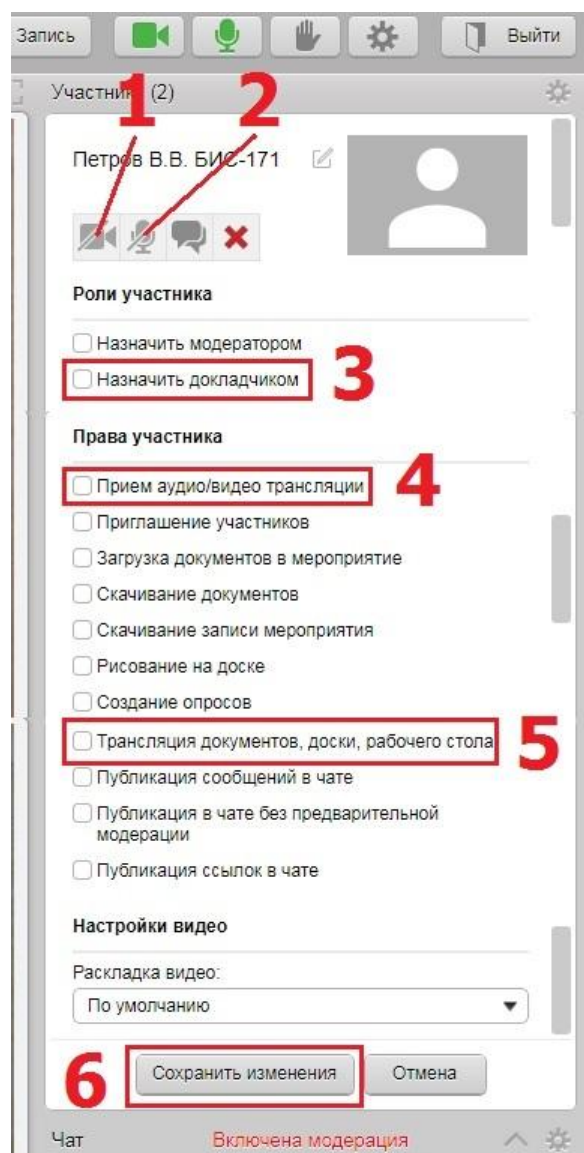 Запись
Выйти
1
2
Участники (2)
Петров В.В. БИС-171
Роли участника
Назначить модератором
Назначить докладчиком
3
Права участника
Прием аудио/видео трансляции
4
Приглашение участников
Загрузка документов в мероприятие
Скачивание документов
Скачивание записи мероприятия
Рисование на доске
Создание опросов
Трансляция документов, доски, рабочего стола
5
Публикация сообщений в чате
Публикация в чате без предварительной
модерации
Публикация ссылок в чате
Настройки видео
Раскладка видео:
По умолчанию
6
Сохранить изменения
Отмена
Чат
Включена модерация